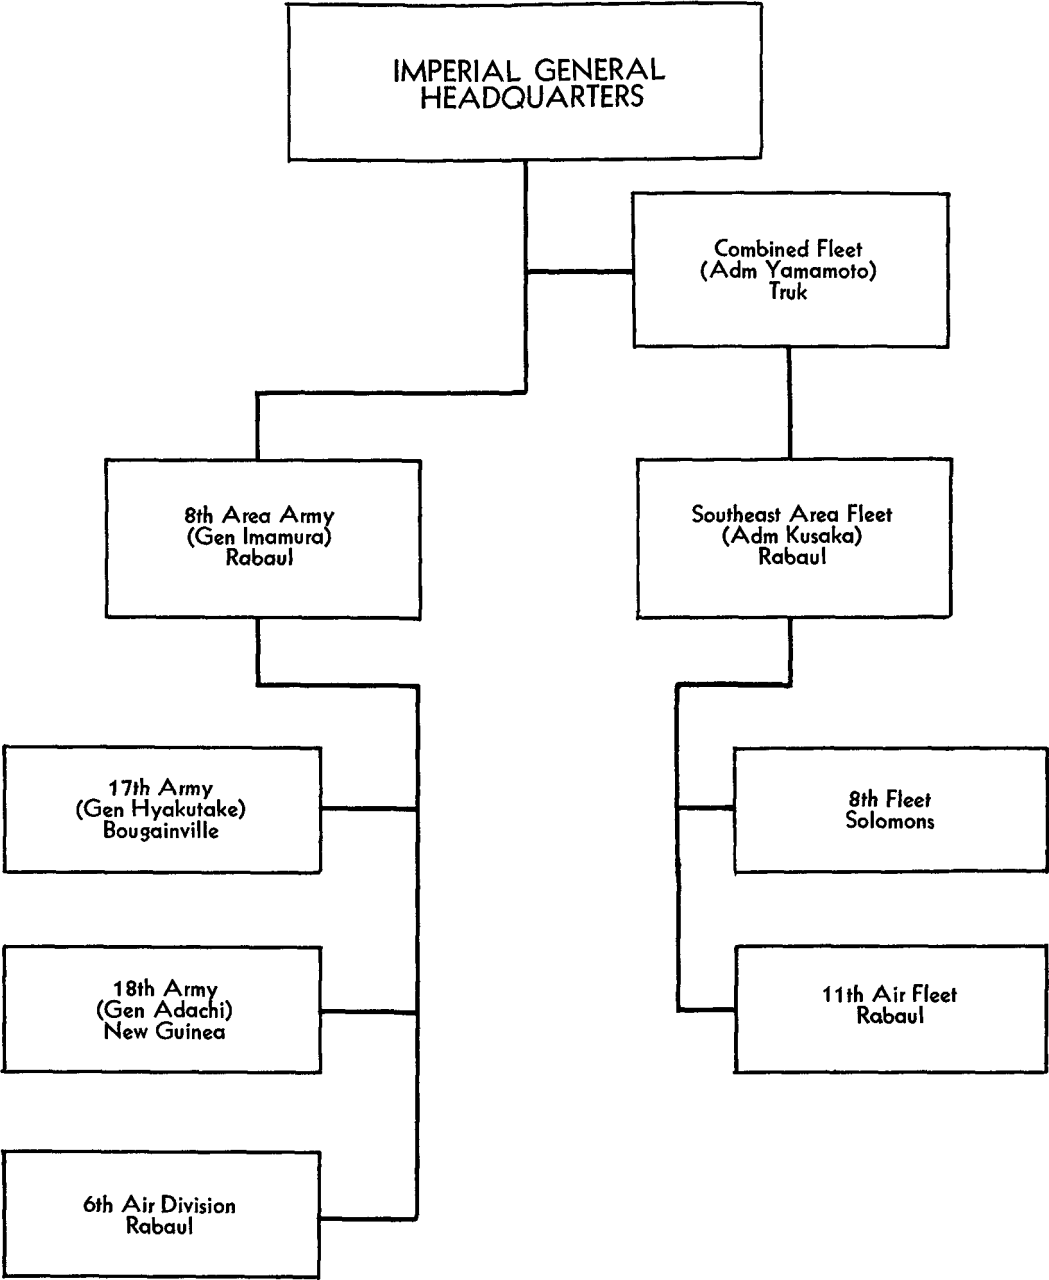 IMPERIAL GENERAL
HEADQUARTERS
Combined Fleet
(Adm Yamamoto)
Truk
8th Area Army
(Gen Imamura)
Rabaul
Southeast Area Fleet
(Adm Kusaka)
Rabaul
17th Army
(Gen Hyakutake)
Bougainville
8th Fleet
Solomons
18th Army
(Gen Adachi)
New Guinea
11th Air Fleet
Rabaul
6th Air Division
Rabaul